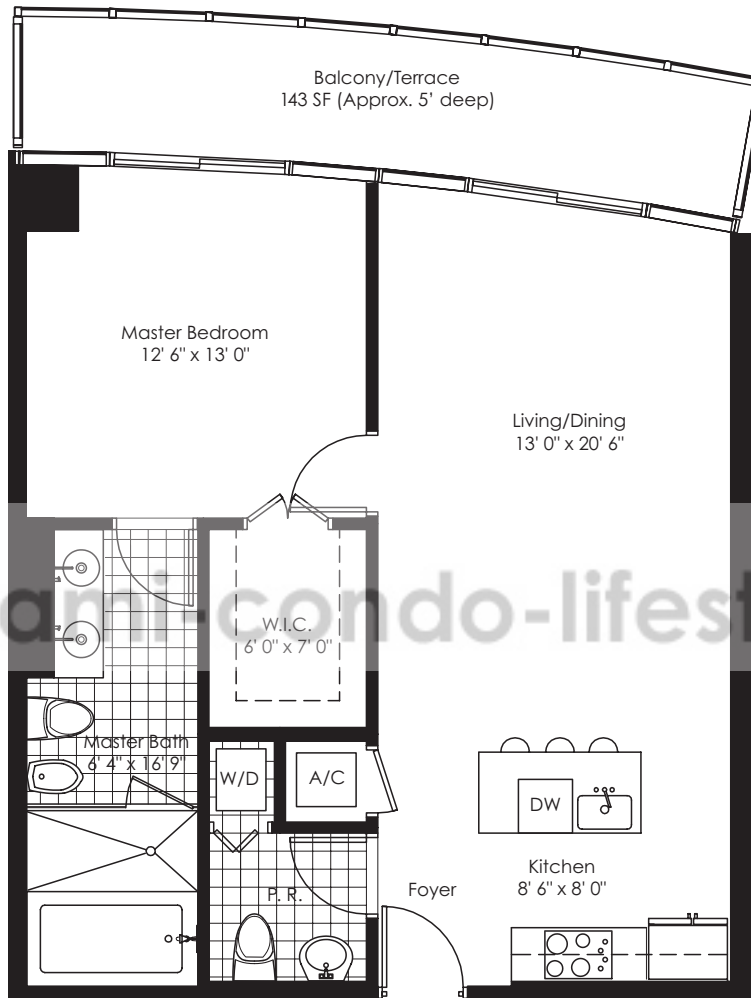 Balcony/Terrace
143 SF (Approx. 5' deep)
Master Bedroom
12' 6" x 13' 0"
Living/Dining
13' 0" x 20' 6"
ami-condo-lifest
W.I.C.
6' 0" x 7' 0"
Master Bath
6' 4" x 16' 9"
W/D
A/C
DW
Kitchen
8' 6" x 8' 0"
P. R.
Foyer